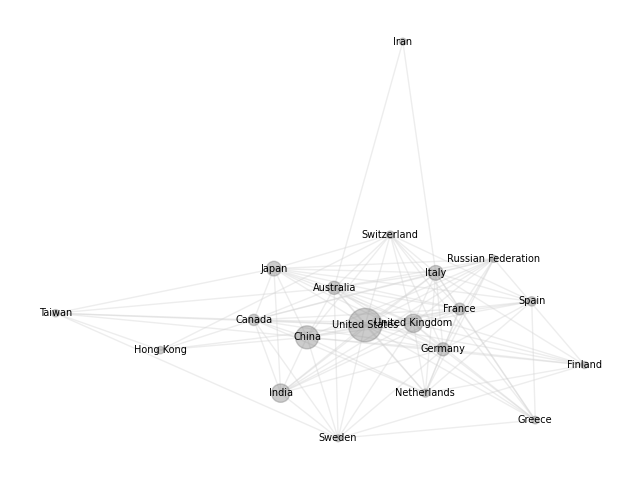 Iran
Switzerland
Russian Federation
Japan
Italy
Australia
Spain
France
Taiwan
Canada
United States
United Kingdom
China
Hong Kong
Germany
Finland
India
Netherlands
Greece
Sweden